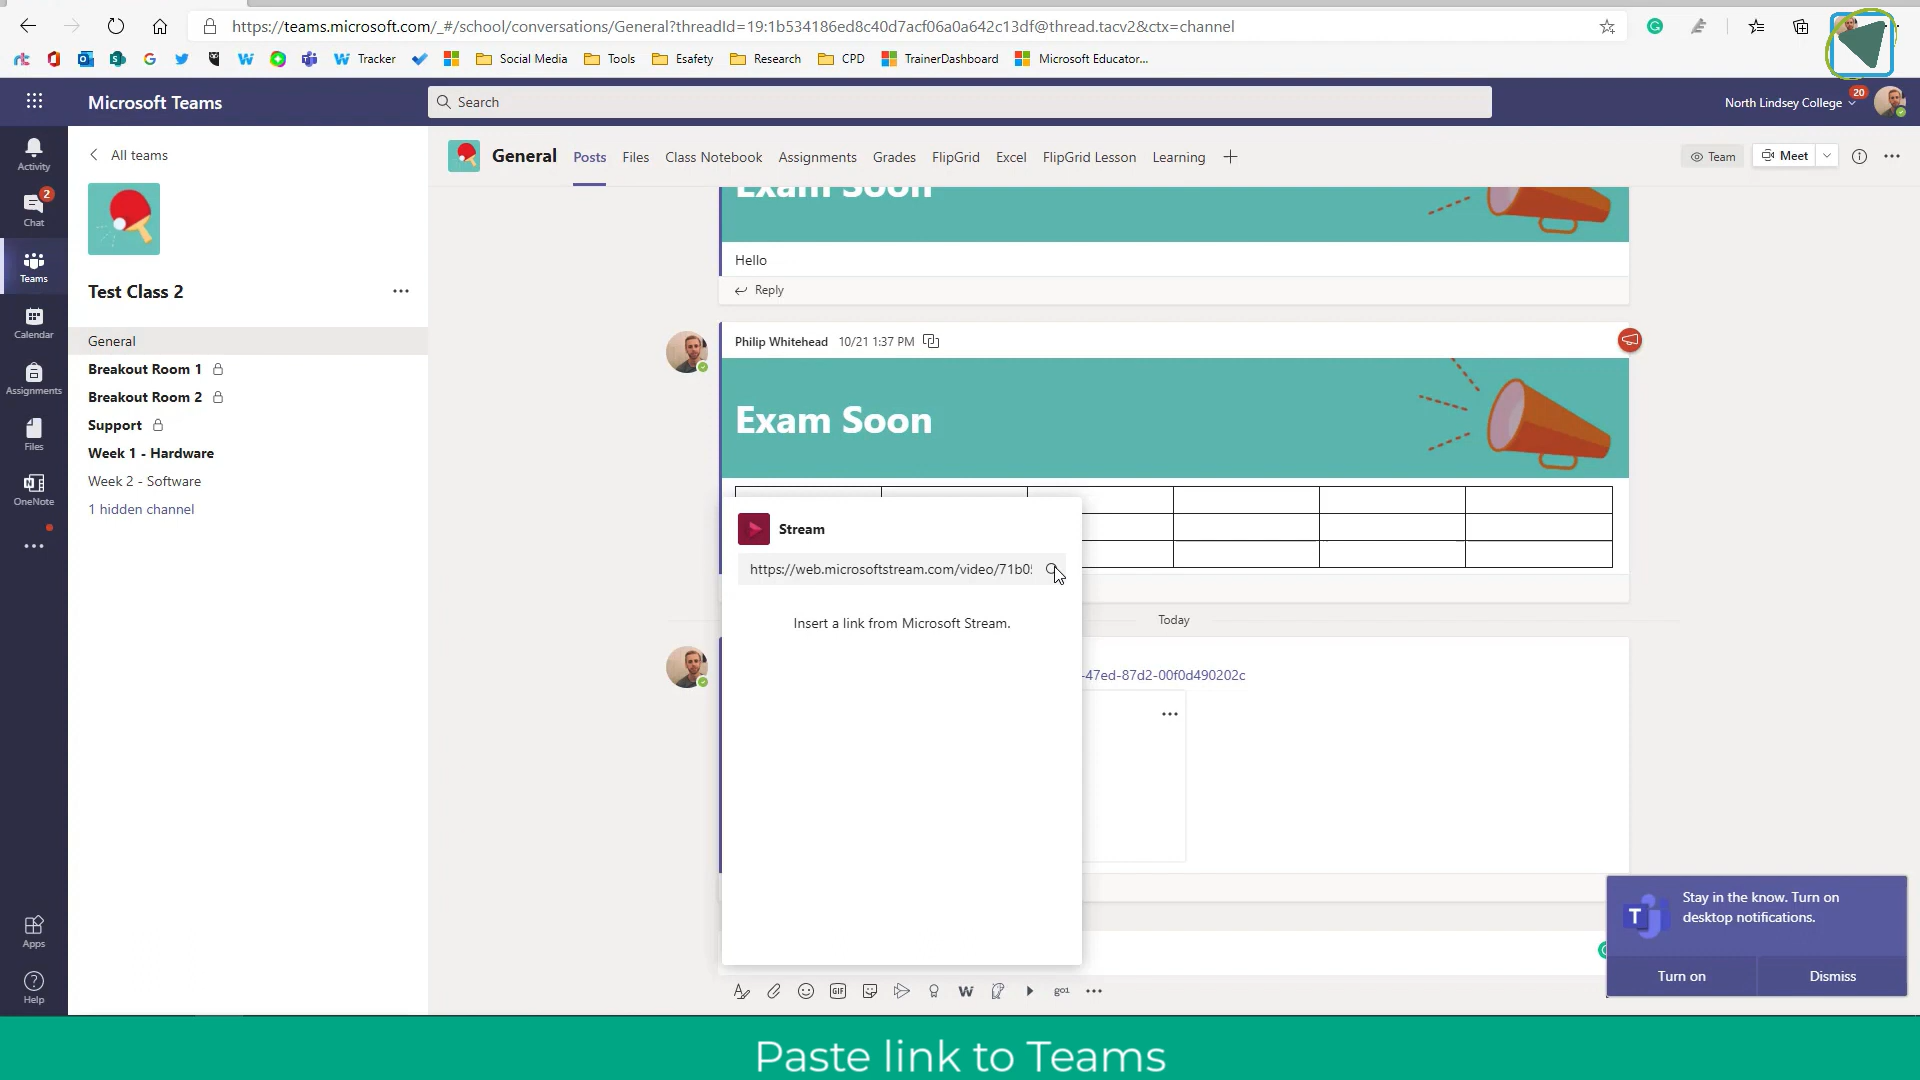 https://teams.microsoft.com/_#/school/conversations/General?threadId=19:1b534186ed8c40d7acf06a0a642c13df@thread.tacv2&ctx=channel
Tracker Social Media Tools Esafety Research CPD TrainerDashboard Microsoft Educator...
Microsoft Teams
Search
North Lindsey College
20
Activity
Chat
2
Teams
Calendar
Assignments
Files
OneNote
Apps
Help
All teams
Test Class 2
General
Breakout Room 1
Breakout Room 2
Support
Week 1 - Hardware
Week 2 - Software
1 hidden channel
General Posts Files Class Notebook Assignments Grades FlipGrid Excel FlipGrid Lesson Learning
Team Meet
Exam Soon
Hello
Reply
Philip Whitehead 10/21 1:37 PM
Exam Soon
Stream
https://web.microsoftstream.com/video/71b05
Insert a link from Microsoft Stream.
Today
-47ed-87d2-00f0d490202c
GIF
go1
Stay in the know. Turn on
desktop notifications.
Turn on Dismiss
Paste link to Teams